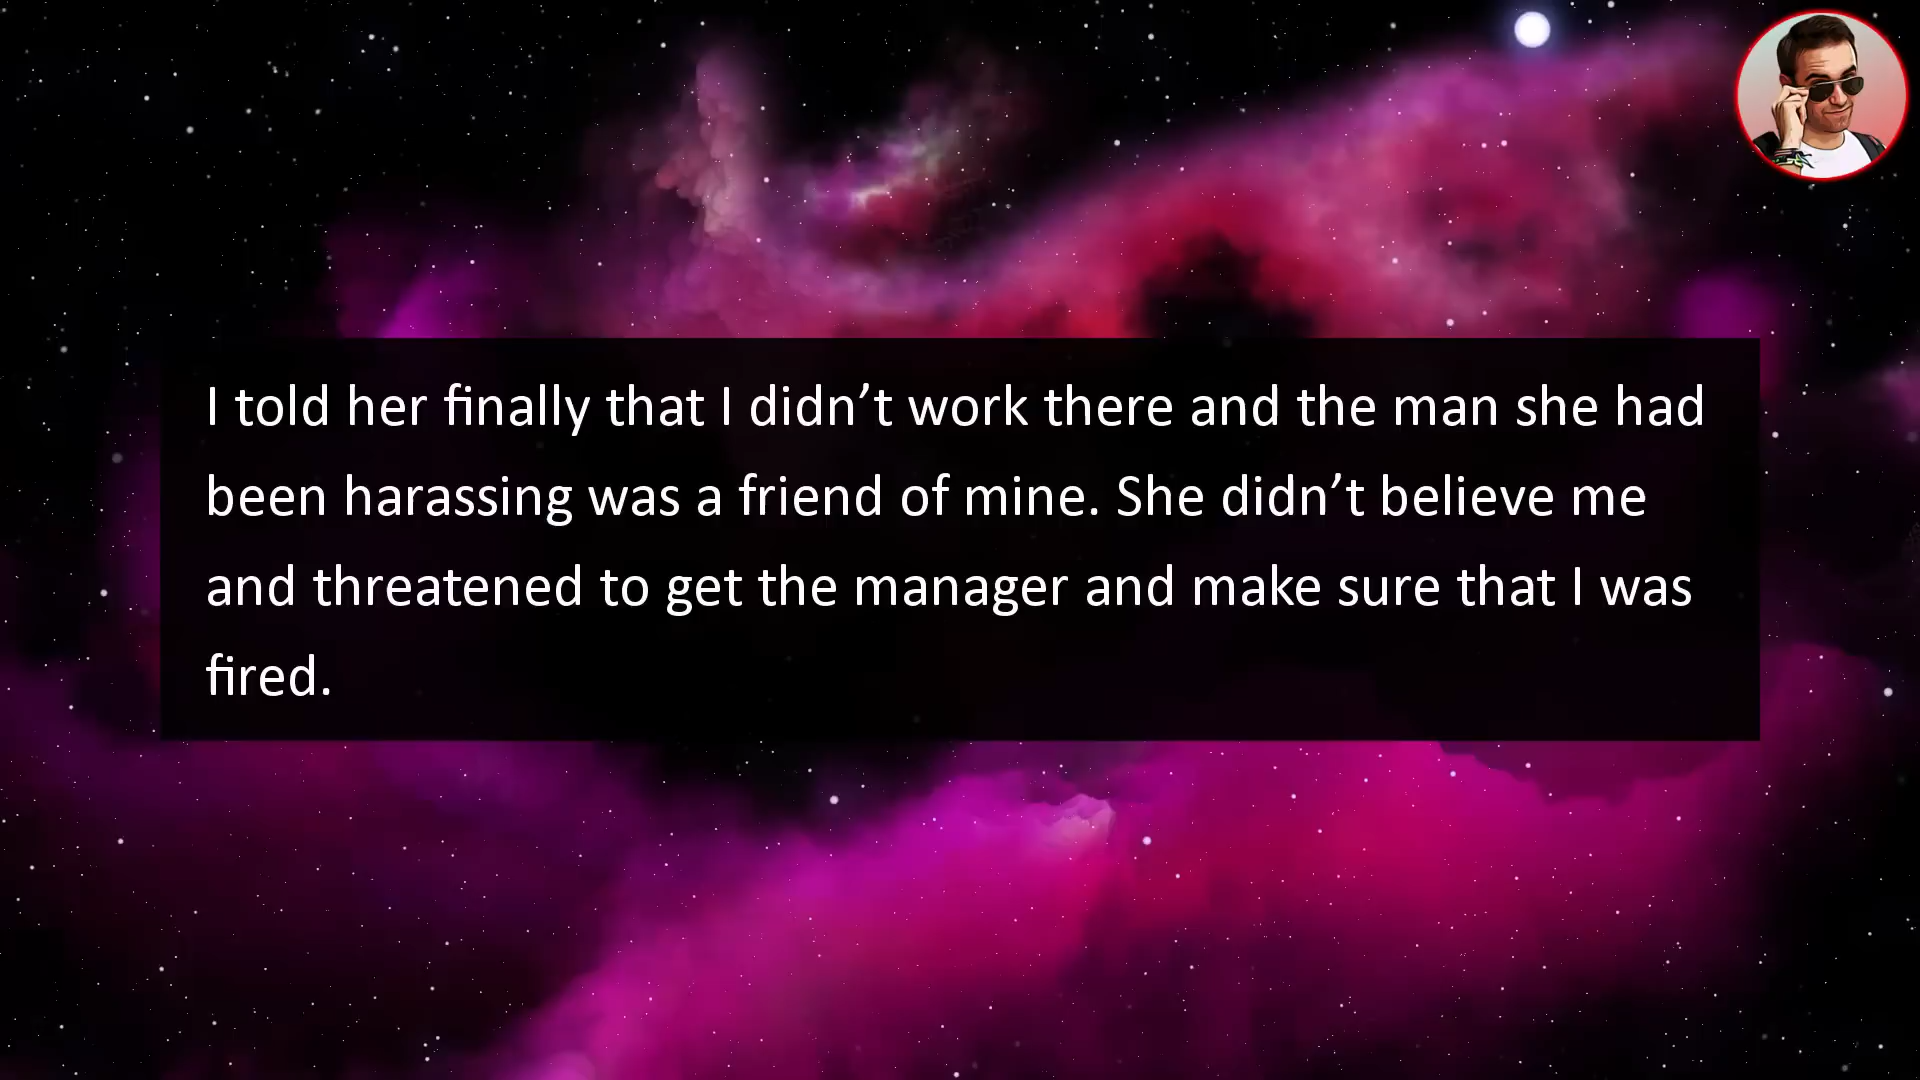 I told her finally that I didn’t work there and the man she had
been harassing was a friend of mine. She didn’t believe me
and threatened to get the manager and make sure that I was
fired.